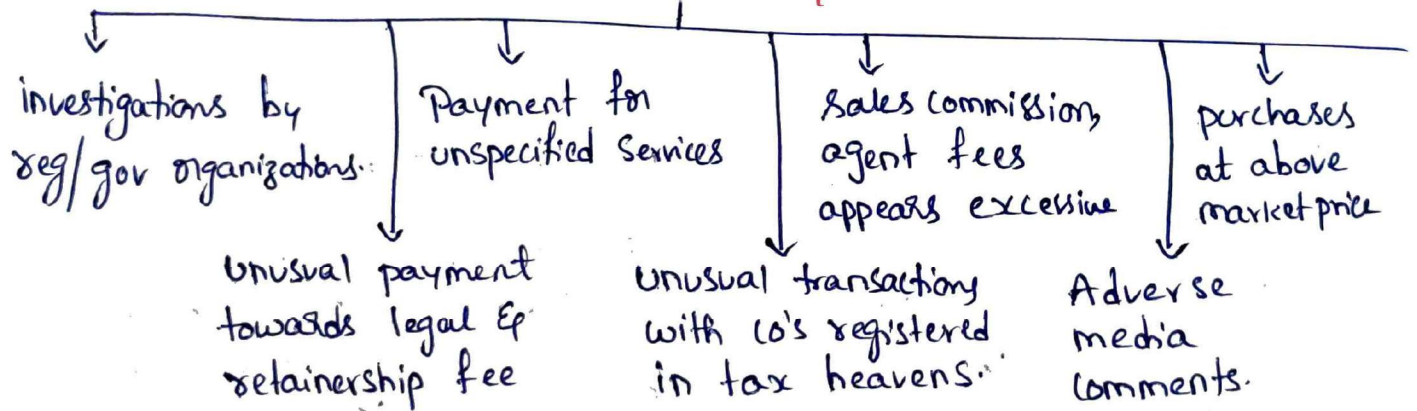 investigations by
reg/gov organizations.
Unusual payment
towards legal &
retainership fee
Payment for
unspecified Services
Unusual transactions
with co's registered
in tax heavens.
Sales commission,
agent fees
appears excessive
Adverse
media
comments.
purchases
at above
market price